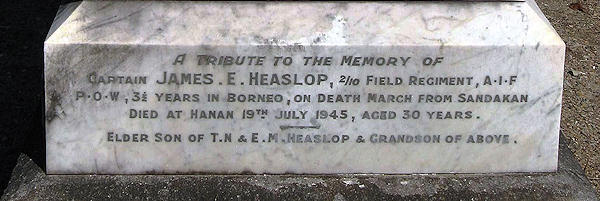 A TRIBUTE TO THE MEMORY OF
CAPTAIN JAMES. E. HEASLOP, 2/10 FIELD REGIMENT, A·I·F
P·O·W, 3½ YEARS IN BORNEO, ON DEATH MARCH FROM SANDAKAN
DIED AT HANAN 19TH JULY 1945, AGED 30 YEARS.
ELDER SON OF T.N & E.M. HEASLOP & GRANDSON OF ABOVE.